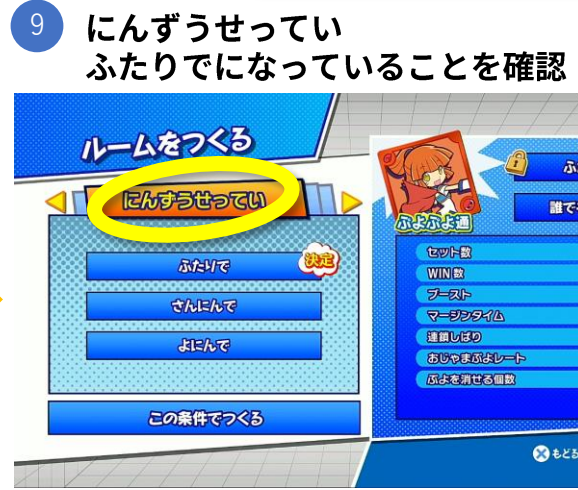 9
にんずうせってい
ふたりでになっていることを確認
ルームをつくる
にんずうせってい
ふたりで
決定
さんにんで
よにんで
この条件でつくる
ぷよぷよ通
ぷ
誰で
セット数
WIN数
ブースト
マージンタイム
連鎖しばり
おじゃまぷよレート
ぷよを消せる個数
もどる